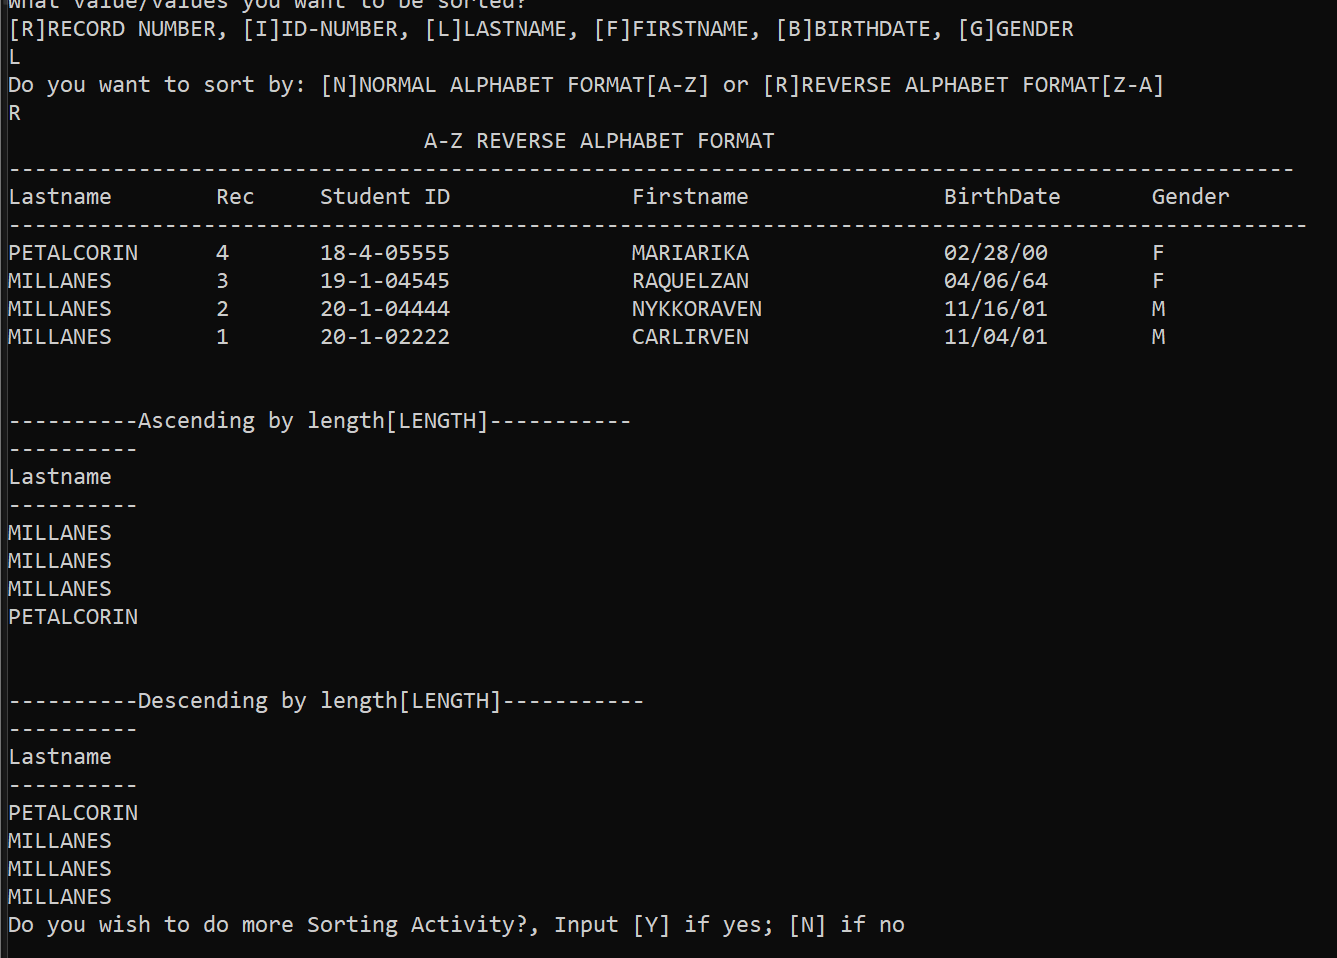 What value/values you want to be sorted?
[R]RECORD NUMBER, [I]ID-NUMBER, [L]LASTNAME, [F]FIRSTNAME, [B]BIRTHDATE, [G]GENDER
L
Do you want to sort by: [N]NORMAL ALPHABET FORMAT[A-Z] or [R]REVERSE ALPHABET FORMAT[Z-A]
R
A-Z REVERSE ALPHABET FORMAT
---------------------------------------------------------------------------------------------------
Lastname Rec Student ID Firstname BirthDate Gender
----------------------------------------------------------------------------------------------------
PETALCORIN 4 18-4-05555 MARIARIKA 02/28/00 F
MILLANES 3 19-1-04545 RAQUELZAN 04/06/64 F
MILLANES 2 20-1-04444 NYKKORAVEN 11/16/01 M
MILLANES 1 20-1-02222 CARLIRVEN 11/04/01 M
----------Ascending by length[LENGTH]-----------
----------
Lastname
----------
MILLANES
MILLANES
MILLANES
PETALCORIN
----------Descending by length[LENGTH]-----------
----------
Lastname
----------
PETALCORIN
MILLANES
MILLANES
MILLANES
Do you wish to do more Sorting Activity?, Input [Y] if yes; [N] if no